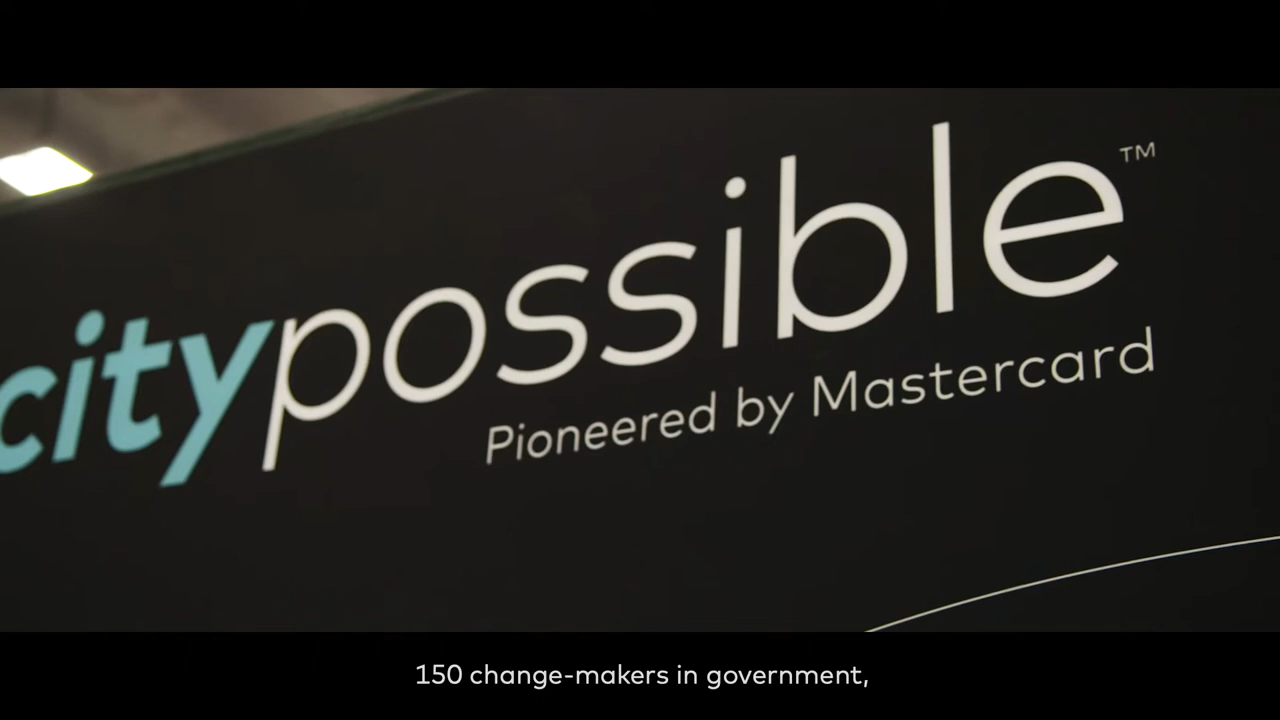 citypossible™
Pioneered by Mastercard
150 change-makers in government,